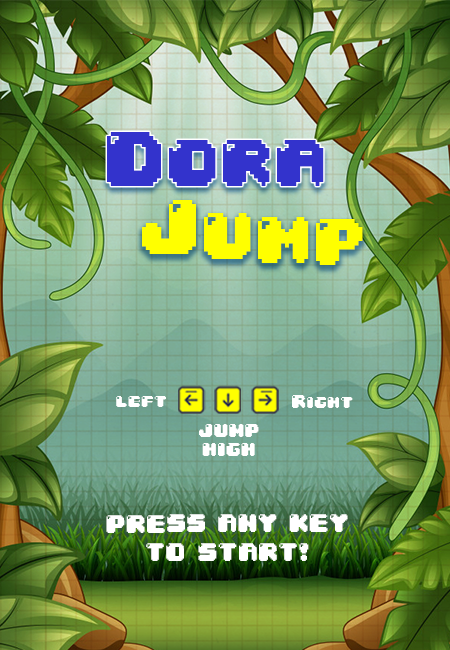 DORA
JUMP
LEFT ← ↓ → RIGHT
JUMP
HIGH
PRESS ANY KEY
TO START!